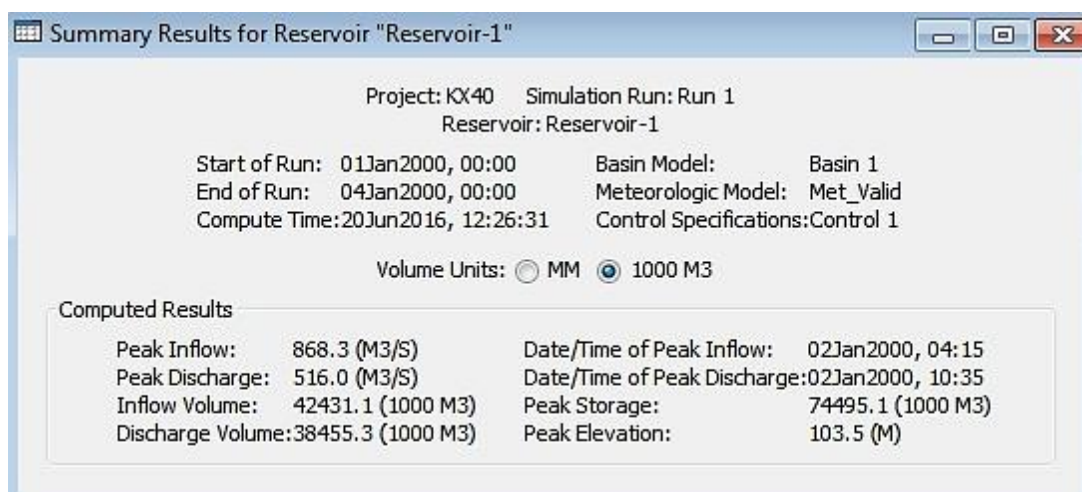 Summary Results for Reservoir "Reservoir-1"
Project: KX40 Simulation Run: Run 1
Reservoir: Reservoir-1
Start of Run: 01Jan2000, 00:00 Basin Model: Basin 1
End of Run: 04Jan2000, 00:00 Meteorologic Model: Met_Valid
Compute Time:20Jun2016, 12:26:31 Control Specifications:Control 1
Volume Units: MM 1000 M3
Computed Results
Peak Inflow: 868.3 (M3/S) Date/Time of Peak Inflow: 02Jan2000, 04:15
Peak Discharge: 516.0 (M3/S) Date/Time of Peak Discharge:02Jan2000, 10:35
Inflow Volume: 42431.1 (1000 M3) Peak Storage: 74495.1 (1000 M3)
Discharge Volume:38455.3 (1000 M3) Peak Elevation: 103.5 (M)